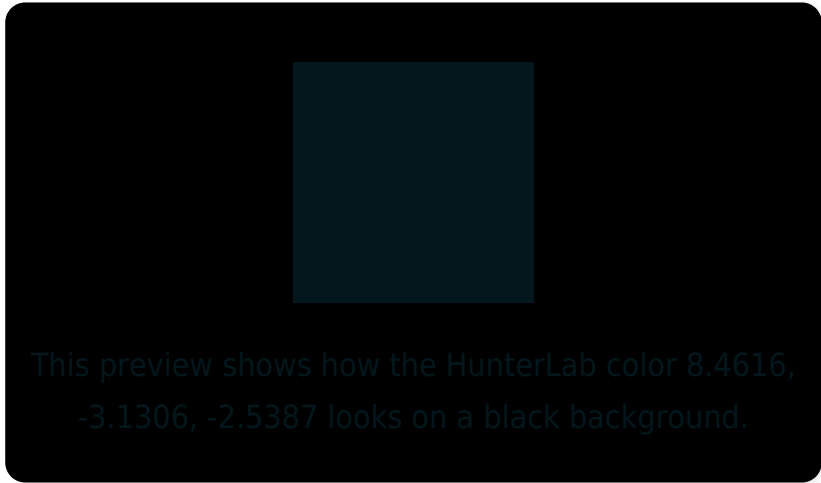 This preview shows how the HunterLab color 8.4616,
-3.1306, -2.5387 looks on a black background.